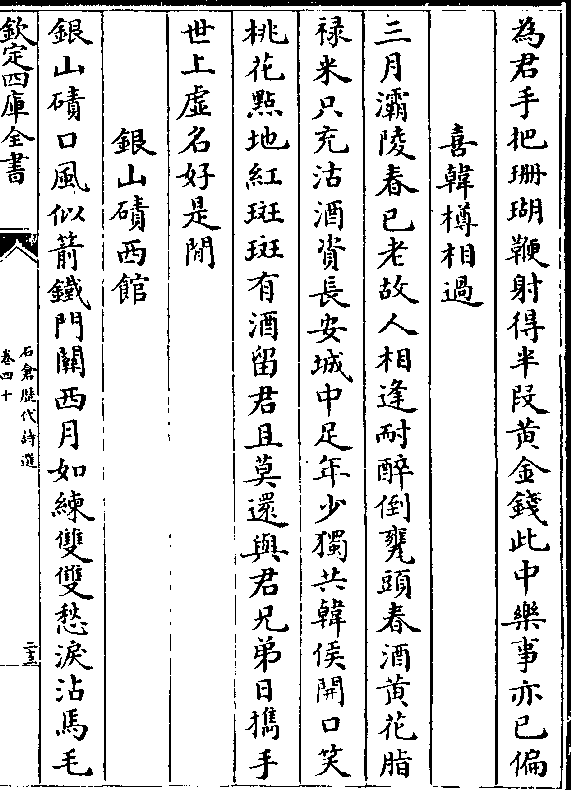 為君手把珊瑚鞭射得半段黄金錢此中樂事亦已偏
喜韓樽相過
三月灞陵春已老故人相逢耐醉倒甕頭春酒黄花脂
禄米只充沽酒資長安城中足年少獨共韓侯開口笑
桃花點地紅斑斑有酒留君且莫還與君兄弟日㩦手
世上虛名好是閒
銀山磧西館
銀山磧口風似箭鐵門關西月如練雙雙愁淚沾馬毛
欽定四庫全書
石倉歴代詩選
卷四十
二十三